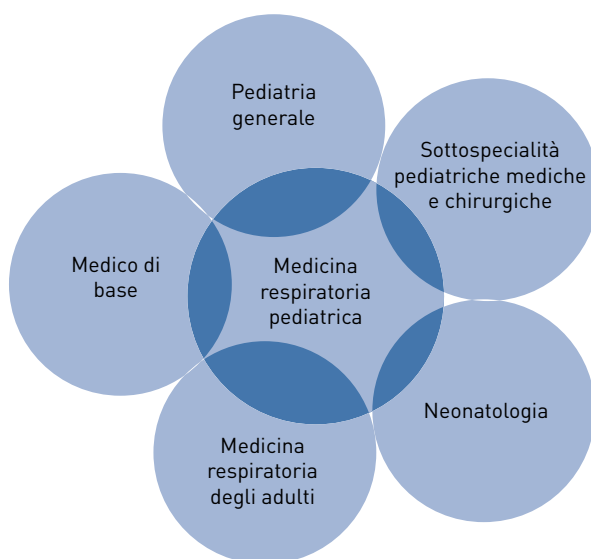 Pediatria
generale
Sottospecialità
pediatriche mediche
e chirurgiche
Medico di
base
Medicina
respiratoria
pediatrica
Neonatologia
Medicina
respiratoria
degli adulti